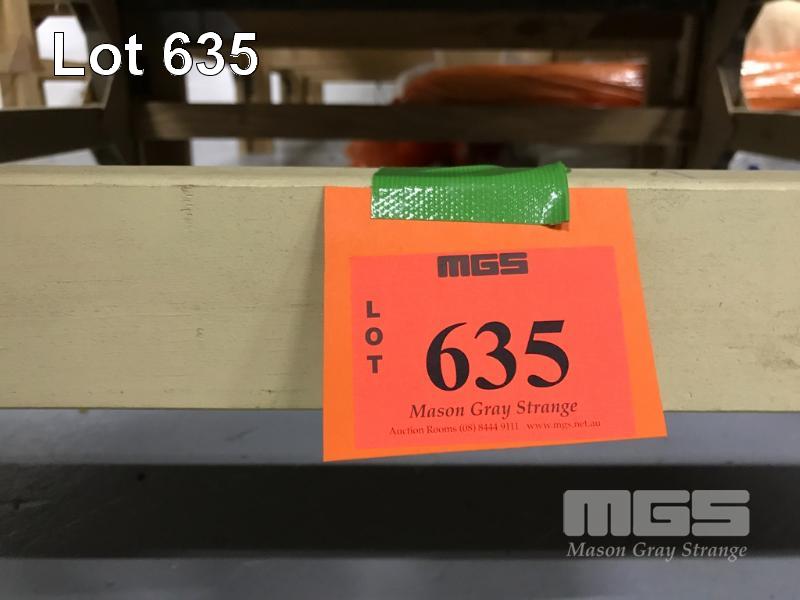 Lot 635
MGS
LOT
635
Mason Gray Strange
Auction Rooms (08) 8444 9111 www.mgs.net.au
MGS
Mason Gray Strange